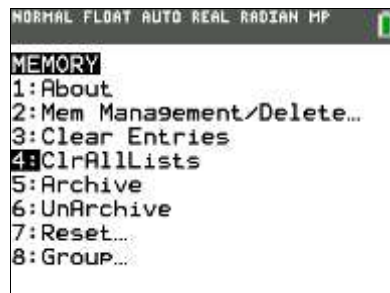 NORMAL FLOAT AUTO REAL RADIAN MP
MEMORY
1:About
2:Mem Management/Delete…
3:Clear Entries
4:ClrAllLists
5:Archive
6:UnArchive
7:Reset…
8:Group…